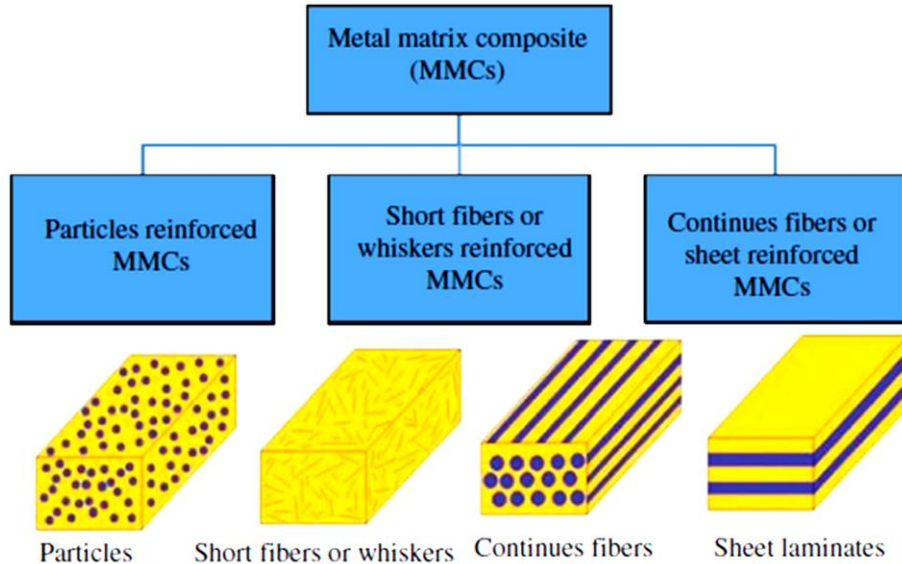 Metal matrix composite
(MMCs)
Particles reinforced
MMCs
Short fibers or
whiskers reinforced
MMCs
Continues fibers or
sheet reinforced
MMCs
Particles
Short fibers or whiskers
Continues fibers
Sheet laminates